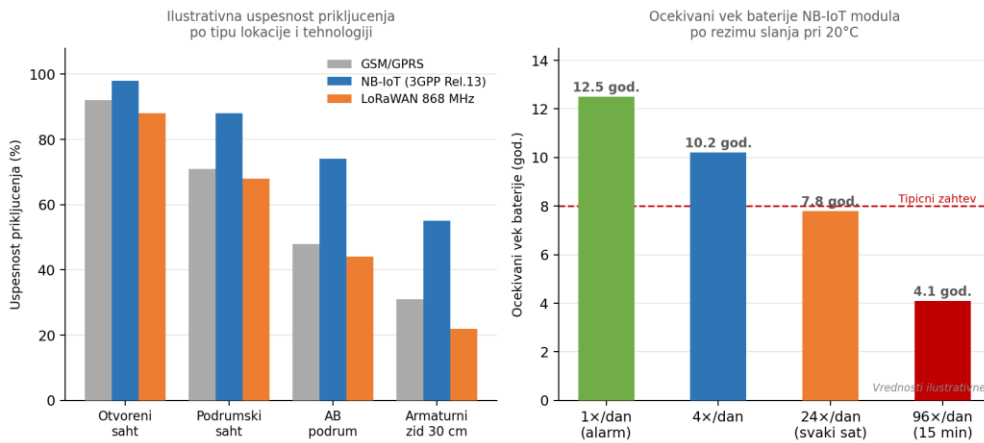 Ilustrativna uspesnost prikljucenja
po tipu lokacije i tehnologiji
GSM/GPRS
NB-IoT (3GPP Rel.13)
LoRaWAN 868 MHz
Uspesnost prikljucenja (%)
100
80
60
40
20
0
Otvoreni
saht
Podrumski
saht
AB
podrum
Armaturni
zid 30 cm
Ocekivani vek baterije NB-IoT modula
po rezimu slanja pri 20°C
Ocekivani vek baterije (god.)
14
12
10
8
6
4
2
0
12.5 god.
10.2 god.
7.8 god.
4.1 god.
Tipicni zahtev
Vrednosti ilustrativne
1×/dan
(alarm)
4×/dan
24×/dan
(svaki sat)
96×/dan
(15 min)